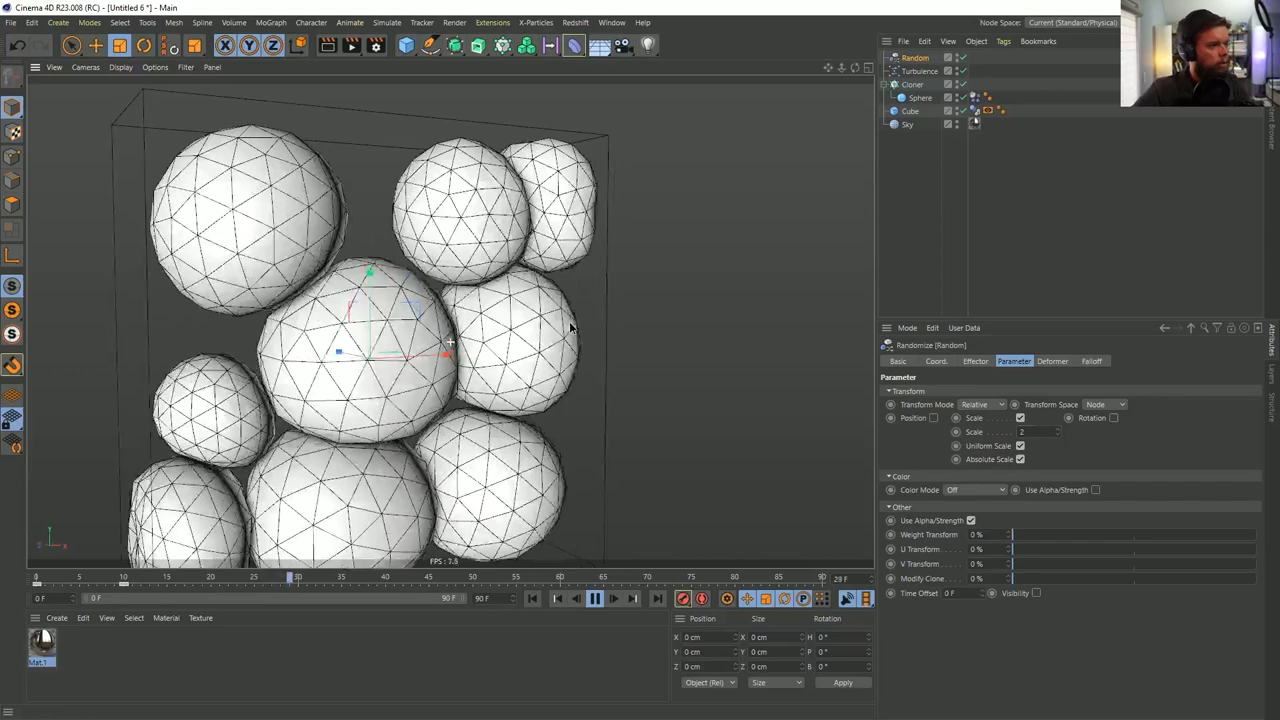 Cinema 4D R23.008 (RC) - [Untitled 6 *] - Main
File Edit Create Modes Select Tools Mesh Spline Volume MoGraph Character Animate Simulate Tracker Render Extensions X-Particles Redshift Window Help
Node Space: Current (Standard/Physical)
View Cameras Display Options Filter Panel
File Edit View Object Tags Bookmarks
Random
Turbulence
Cloner
Sphere
Cube
Sky
Attributes
Layers
Structure
Mode Edit User Data
Randomize [Random]
Basic Coord. Effector Parameter Deformer Falloff
Parameter
Transform
Transform Mode Relative Transform Space Node
Position Scale Rotation
Scale 2
Uniform Scale
Absolute Scale
Color
Color Mode Off Use Alpha/Strength
Other
Use Alpha/Strength
Weight Transform 0 %
U Transform 0 %
V Transform 0 %
Modify Clone 0 %
Time Offset 0 F Visibility
Y
X
0 5 10 15 20 25 30 35 40 45 50 55 60 65 70 75 80 85 90 28 F
0 F 0 F 90 F 90 F
Create Edit View Select Material Texture
Mat.1
Position Size Rotation
X 0 cm X 0 cm H 0 °
Y 0 cm Y 0 cm P 0 °
Z 0 cm Z 0 cm B 0 °
Object (Rel) Size Apply